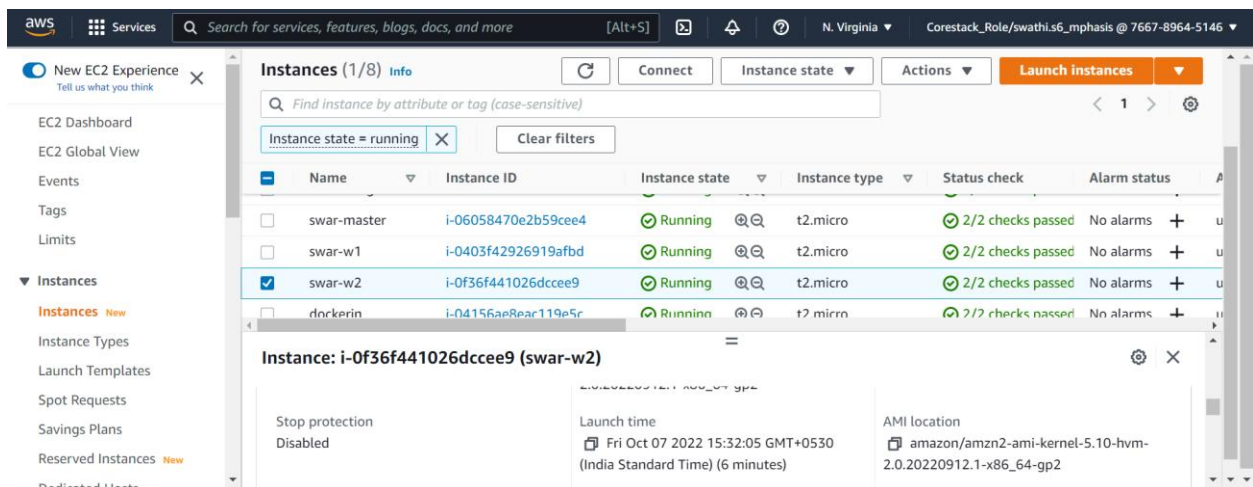 aws Services Search for services, features, blogs, docs, and more [Alt+S] N. Virginia ▼ Corestack_Role/swathi.s6_mphasis @ 7667-8964-5146 ▼
New EC2 Experience
Tell us what you think
EC2 Dashboard
EC2 Global View
Events
Tags
Limits
Instances
Instances New
Instance Types
Launch Templates
Spot Requests
Savings Plans
Reserved Instances New
Dedicated Hosts
Instances (1/8) Info Connect Instance state ▼ Actions ▼ Launch instances ▼
Find instance by attribute or tag (case-sensitive) < 1 >
Instance state = running Clear filters
Name Instance ID Instance state Instance type Status check Alarm status
swar-master i-06058470e2b59cee4 Running t2.micro 2/2 checks passed No alarms +
swar-w1 i-0403f42926919afbd Running t2.micro 2/2 checks passed No alarms +
swar-w2 i-0f36f441026dccee9 Running t2.micro 2/2 checks passed No alarms +
dockerin i-04156ae8eac119e5c Running t2.micro 2/2 checks passed No alarms +
Instance: i-0f36f441026dccee9 (swar-w2)
2.0.20220912.1-x86_64-gp2
Stop protection
Disabled
Launch time
Fri Oct 07 2022 15:32:05 GMT+0530
(India Standard Time) (6 minutes)
AMI location
amazon/amzn2-ami-kernel-5.10-hvm-
2.0.20220912.1-x86_64-gp2